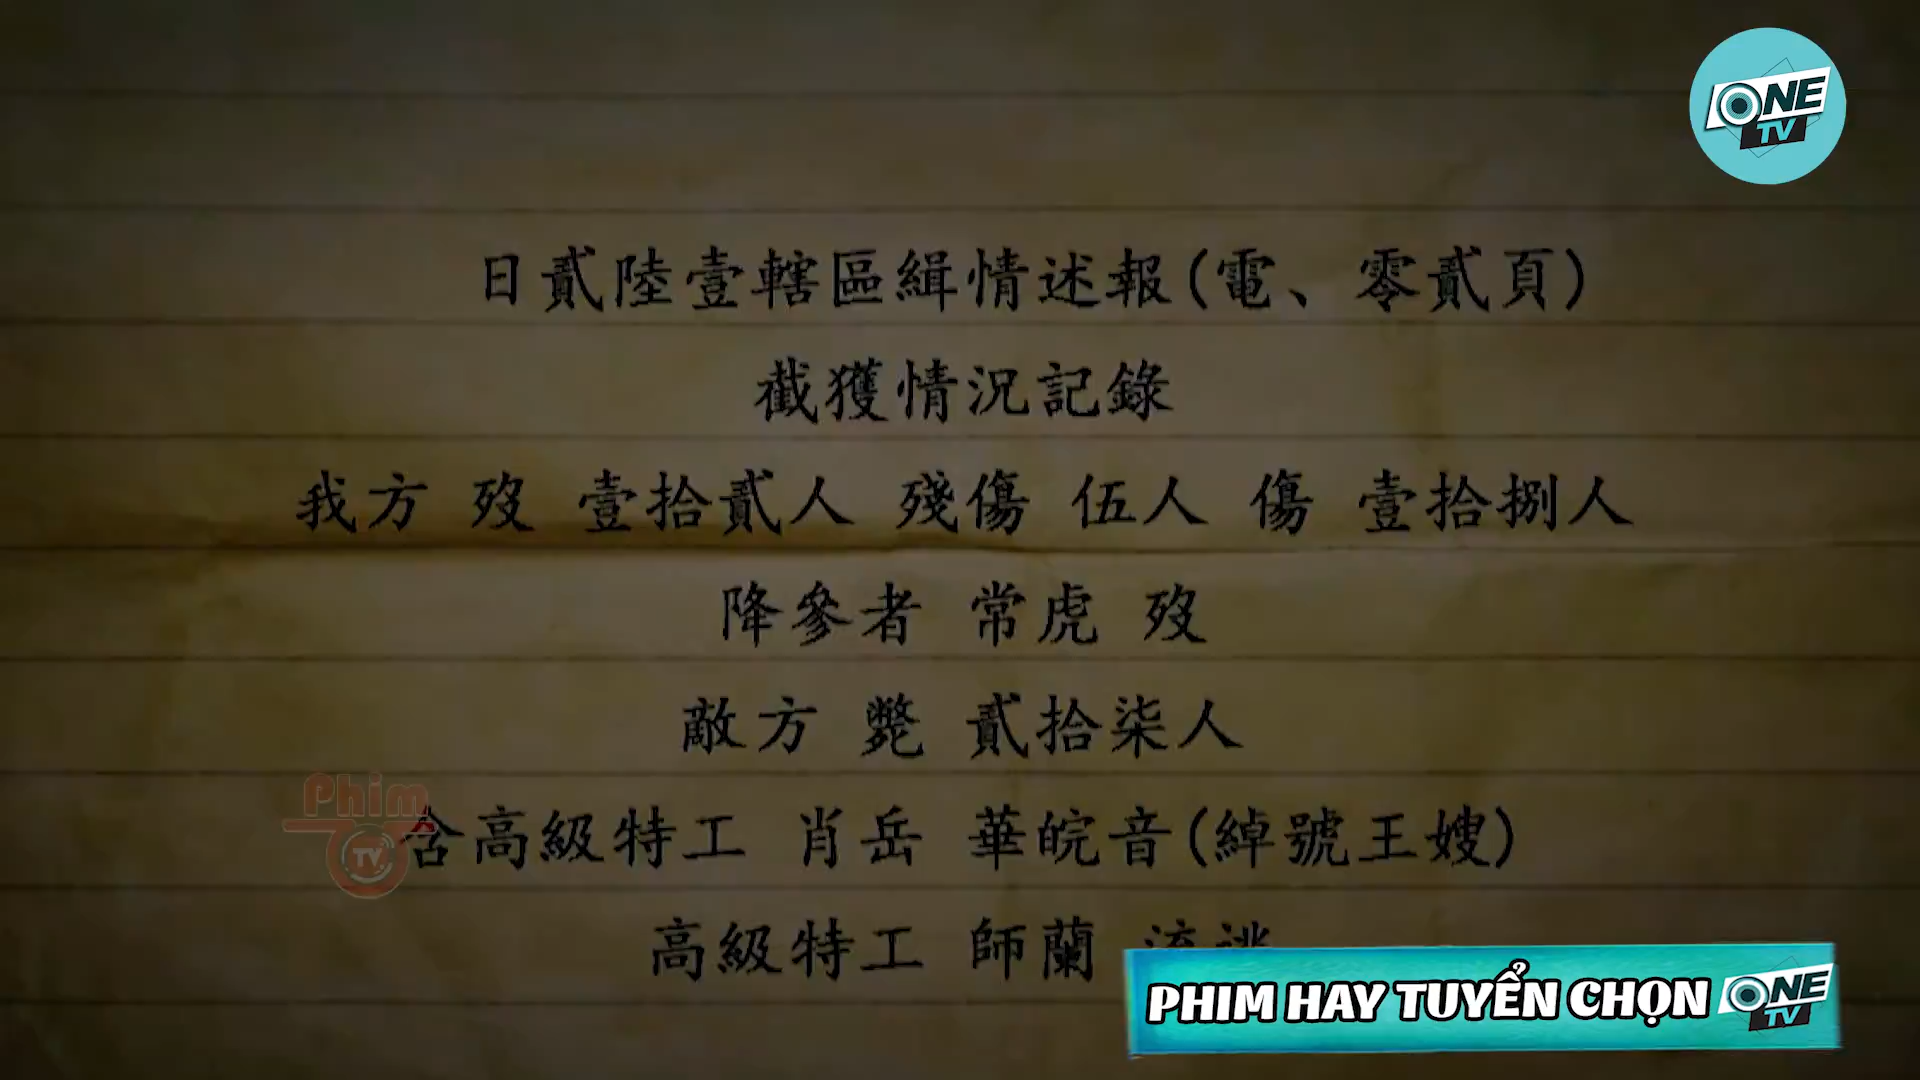 ONE TV
日貳陸壹轄區緝情述報(電、零貳頁)
截獲情況記錄
我方 歿 壹拾貳人 殘傷 伍人 傷 壹拾捌人
降參者 常虎 歿
敵方 斃 貳拾柒人
Phim TV
含高級特工 肖岳 華皖音(綽號王嫂)
高級特工 師蘭
PHIM HAY TUYỂN CHỌN ONE TV